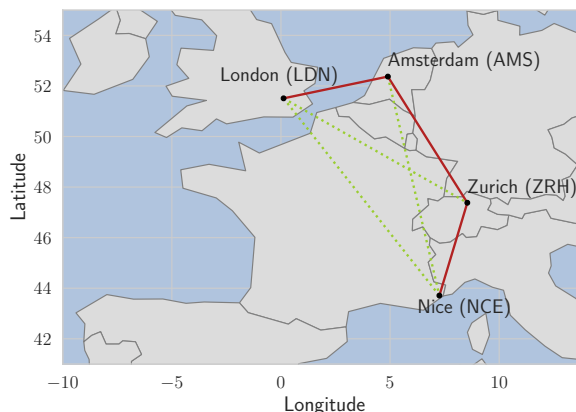 54
52
50
48
46
44
42
Latitude
Amsterdam (AMS)
London (LDN)
Zurich (ZRH)
Nice (NCE)
−10
−5
0
5
10
Longitude